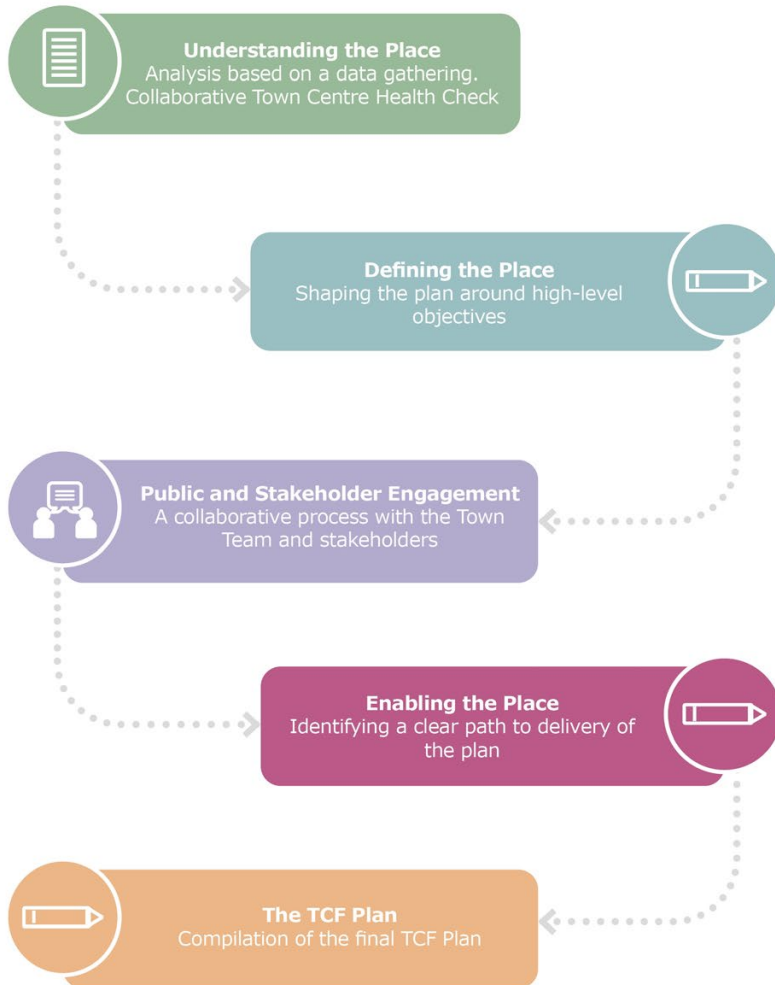 Understanding the Place
Analysis based on a data gathering.
Collaborative Town Centre Health Check
Defining the Place
Shaping the plan around high-level
objectives
Public and Stakeholder Engagement
A collaborative process with the Town
Team and stakeholders
Enabling the Place
Identifying a clear path to delivery of
the plan
The TCF Plan
Compilation of the final TCF Plan